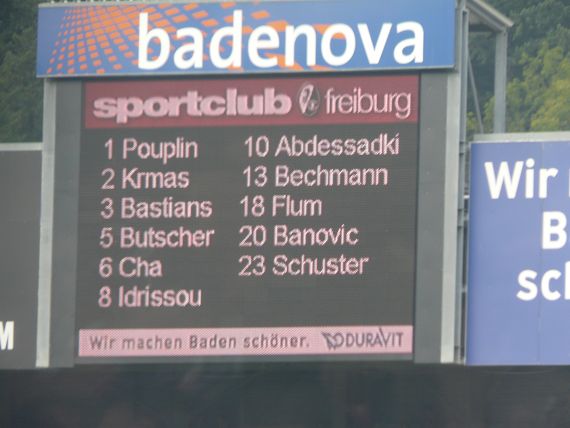 badenova
sportclub freiburg
1 Pouplin
2 Krmas
3 Bastians
5 Butscher
6 Cha
8 Idrissou
10 Abdessadki
13 Bechmann
18 Flum
20 Banovic
23 Schuster
Wir machen Baden schöner. DURAVIT
Wir
B
sch
M